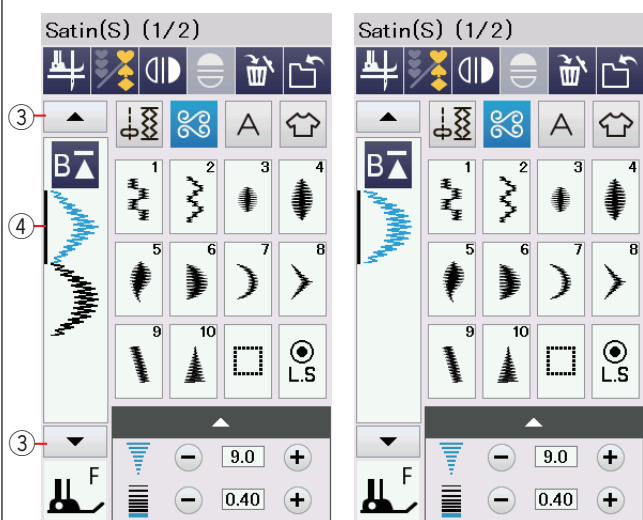 Satin(S) (1/2)
A
3
B
1 2 3 4
4
5 6 7 8
9 10
L.S
3
9.0
F
0.40
Satin(S) (1/2)
A
B
1 2 3 4
5 6 7 8
9 10
L.S
9.0
F
0.40